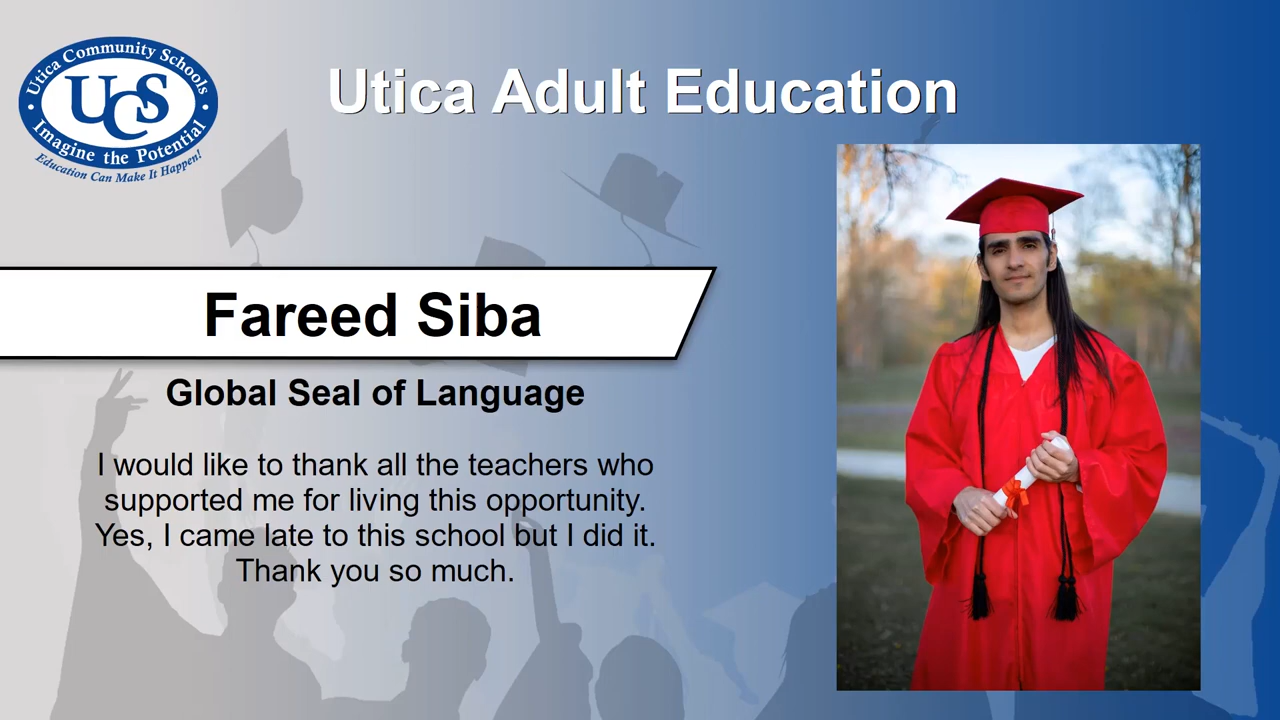 Utica Community Schools
UCS
Imagine the Potential
Education Can Make It Happen!
Utica Adult Education
Fareed Siba
Global Seal of Language
I would like to thank all the teachers who
supported me for living this opportunity.
Yes, I came late to this school but I did it.
Thank you so much.